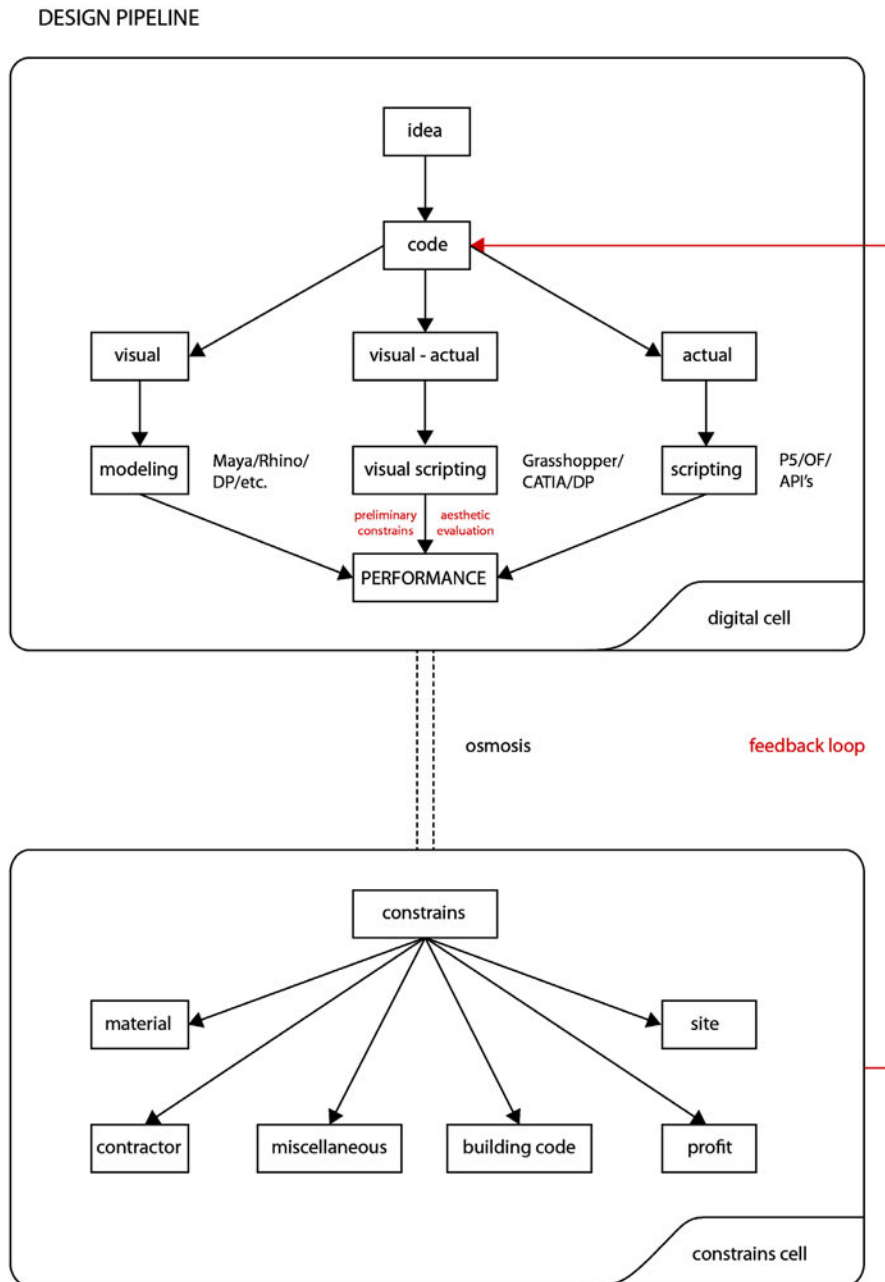 DESIGN PIPELINE
idea
code
visual
visual - actual
actual
modeling
Maya/Rhino/
DP/etc.
visual scripting
Grasshopper/
CATIA/DP
scripting
P5/OF/
API's
preliminary
constrains
aesthetic
evaluation
PERFORMANCE
digital cell
osmosis
feedback loop
constrains
material
site
contractor
miscellaneous
building code
profit
constrains cell